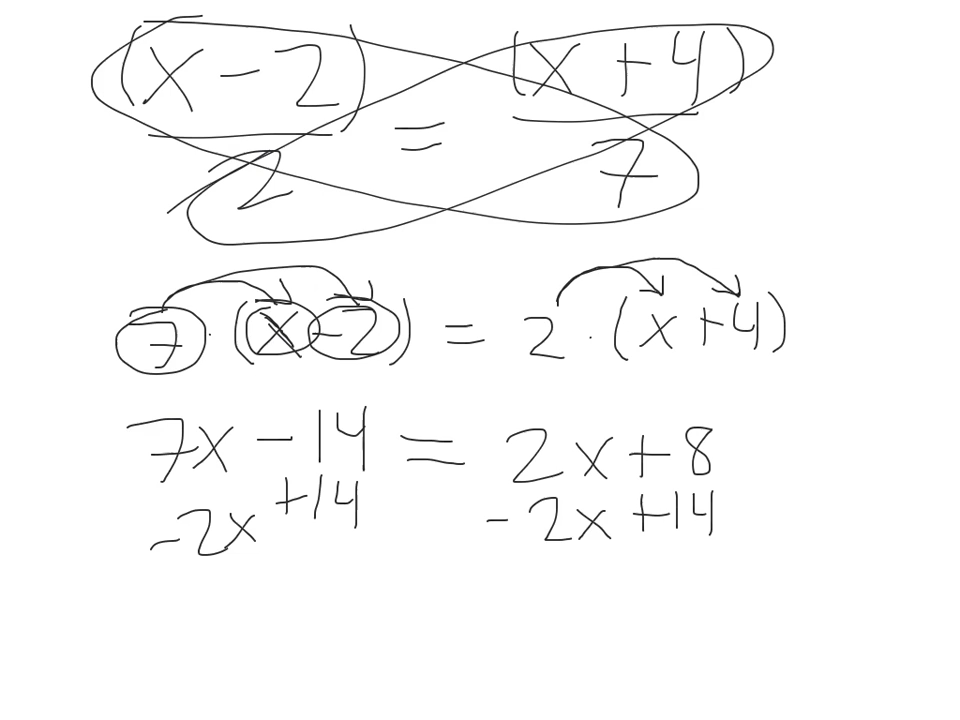 (x - 2) = (x + 4)
2 7
7 · (x - 2) = 2 · (x + 4)
7x - 14 = 2x + 8
-2x +14 - 2x +14